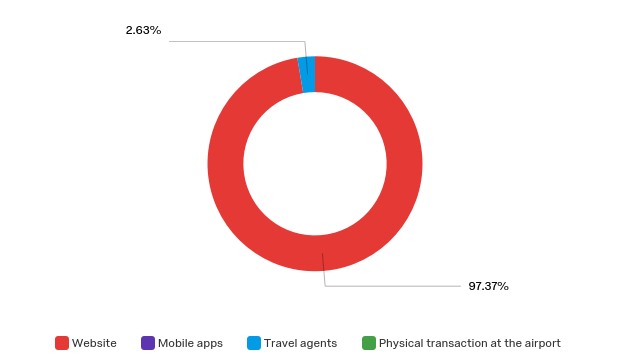 2.63%
97.37%
Website Mobile apps Travel agents Physical transaction at the airport